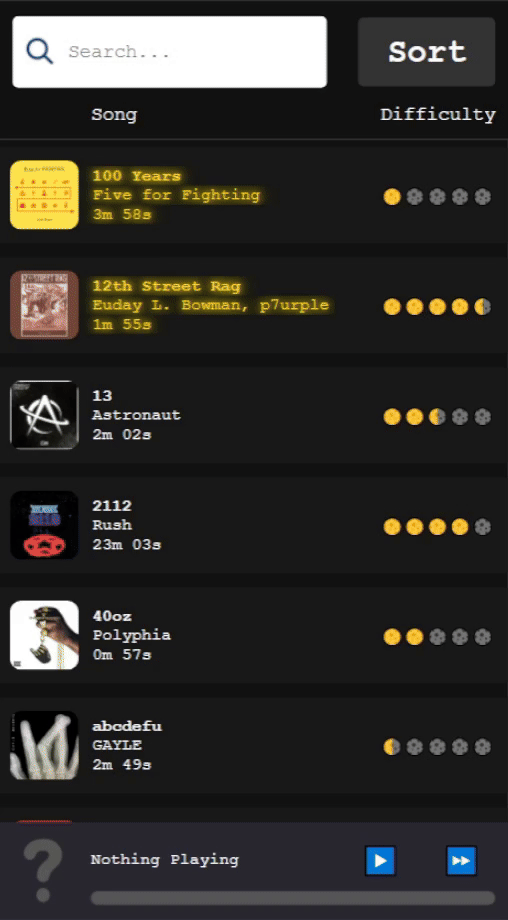 Search...
Sort
Song
Difficulty
100 Years
Five for Fighting
3m 58s
12th Street Rag
Euday L. Bowman, p7urple
1m 55s
13
Astronaut
2m 02s
2112
Rush
23m 03s
40oz
Polyphia
0m 57s
abcdefu
GAYLE
2m 49s
Nothing Playing